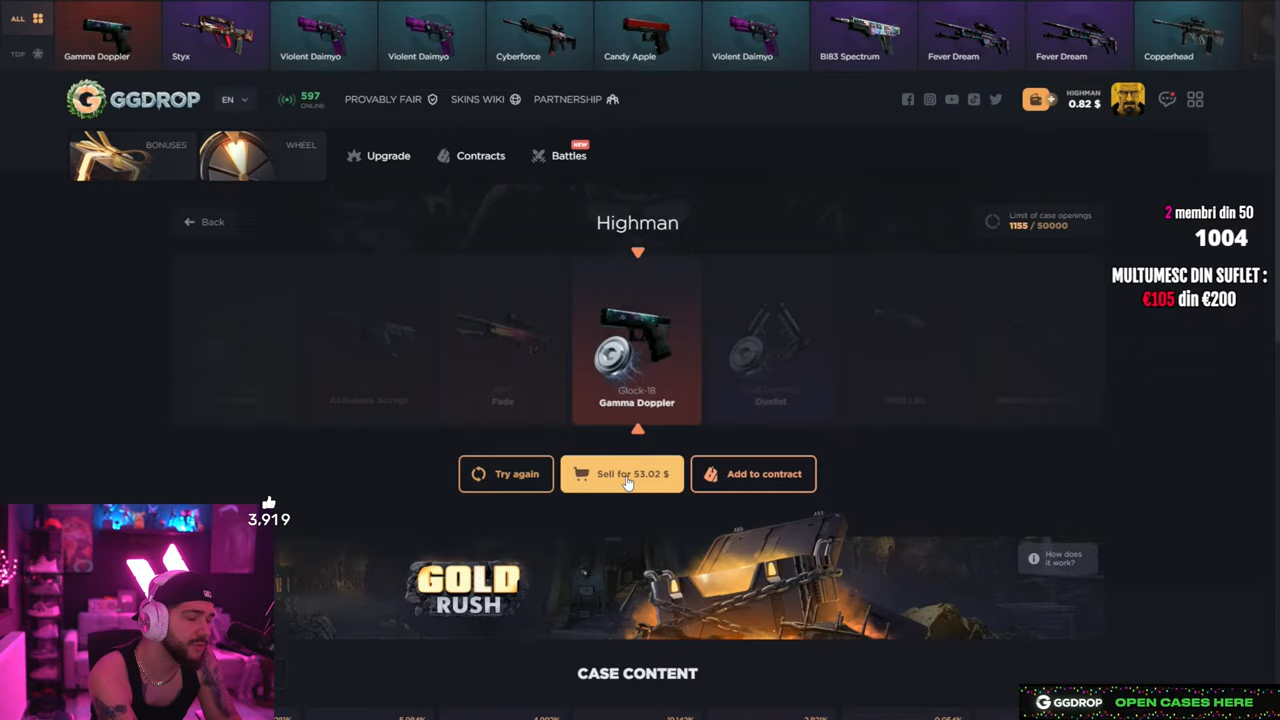 ALL
TOP
Gamma Doppler
Styx
Violent Daimyo
Violent Daimyo
Cyberforce
Candy Apple
Violent Daimyo
Bl83 Spectrum
Fever Dream
Fever Dream
Copperhead
GGDROP
EN
597
ONLINE
PROVABLY FAIR
SKINS WIKI
PARTNERSHIP
HIGHMAN
0.82 $
BONUSES
WHEEL
Upgrade
Contracts
NEW
Battles
Back
Highman
Limit of case openings
1155 / 50000
2 membri din 50
1004
MULTUMESC DIN SUFLET :
€105 din €200
Fade
Glock-18
Gamma Doppler
Duelist
Try again
Sell for 53.02 $
Add to contract
3,919
GOLD
RUSH
How does
it work?
CASE CONTENT
GGDROP
OPEN CASES HERE